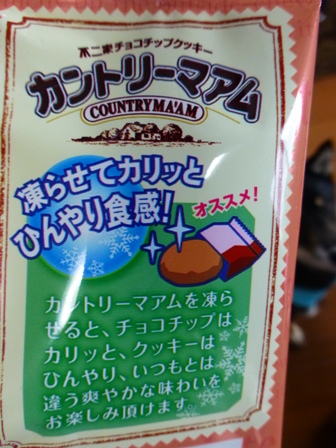 不二家チョコチップクッキー
カントリーマアム
COUNTRY MA'AM
凍らせてカリッと
ひんやり食感!
オススメ!
カントリーマアムを凍ら
せると、チョコチップは
カリッと、クッキーは
ひんやり、いつもとは
違う爽やかな味わいを
お楽しみ頂けます。